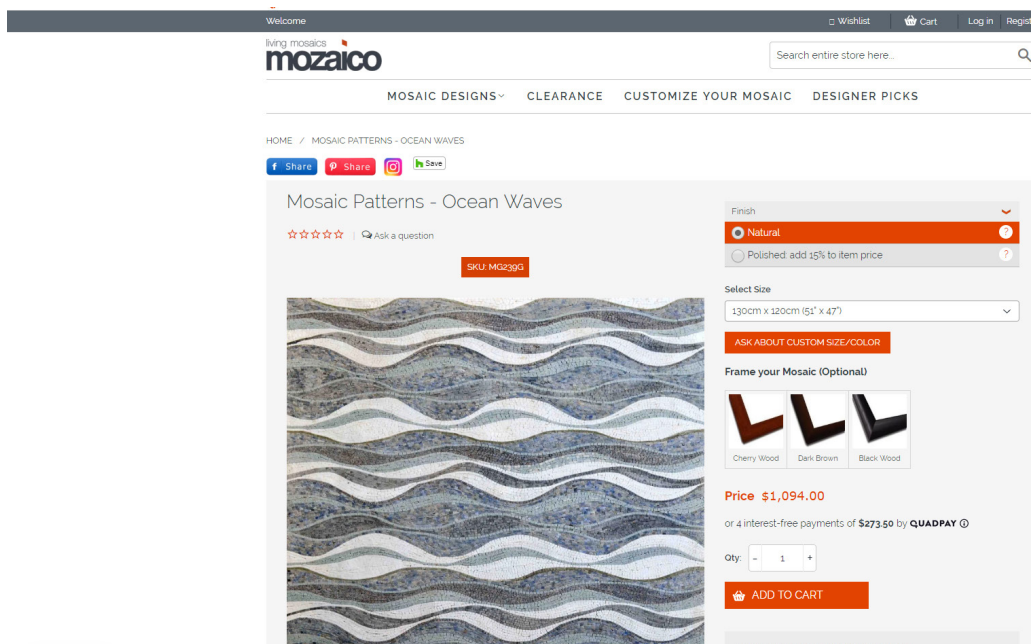 Welcome
Wishlist
Cart
Log in
living mosaics
mozaico
Search entire store here...
MOSAIC DESIGNS
CLEARANCE
CUSTOMIZE YOUR MOSAIC
DESIGNER PICKS
HOME / MOSAIC PATTERNS - OCEAN WAVES
Share
Share
Save
Mosaic Patterns - Ocean Waves
Ask a question
SKU: MG239G
Finish
Natural
?
Polished: add 15% to item price
?
Select Size
130cm x 120cm (51" x 47")
ASK ABOUT CUSTOM SIZE/COLOR
Frame your Mosaic (Optional)
Cherry Wood
Dark Brown
Black Wood
Price $1,094.00
or 4 interest-free payments of $273.50 by QUADPAY
Qty: - 1 +
ADD TO CART